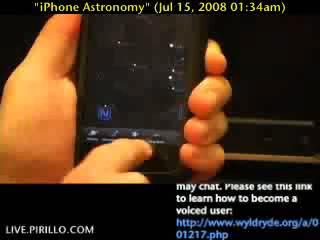 "iPhone Astronomy" (Jul 15, 2008 01:34am)
N
may chat. Please see this link
to learn how to become a
voiced user:
http://www.wyldryde.org/a/0
01217.php
LIVE.PIRILLO.COM